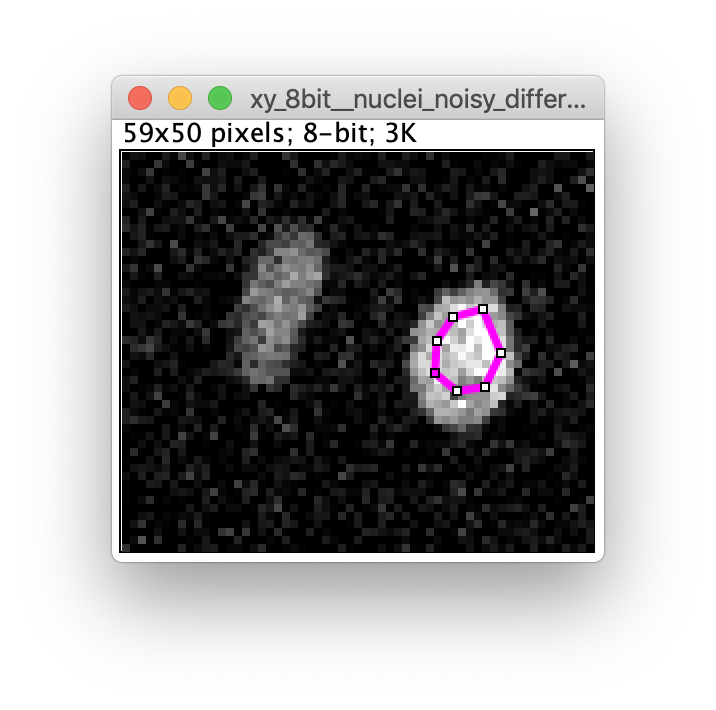 xy_8bit__nuclei_noisy_differ...
59x50 pixels; 8-bit; 3K